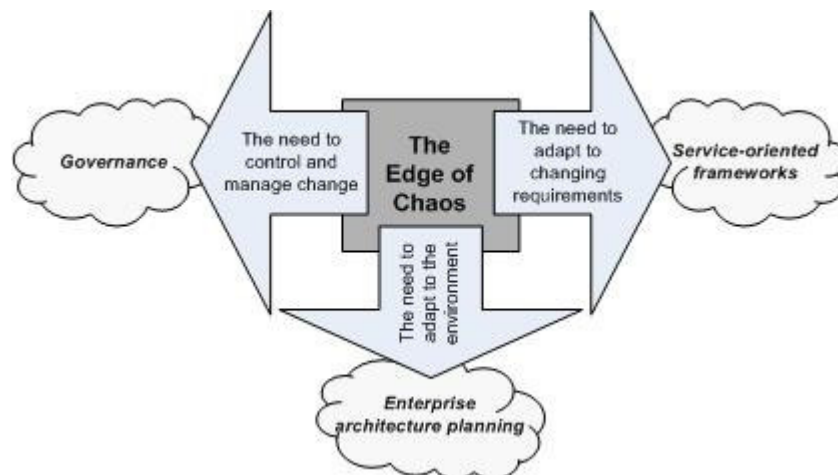 Governance
The need to
control and
manage change
The
Edge of
Chaos
The need to
adapt to
changing
requirements
Service-oriented
frameworks
The need to
adapt to the
environment
Enterprise
architecture planning